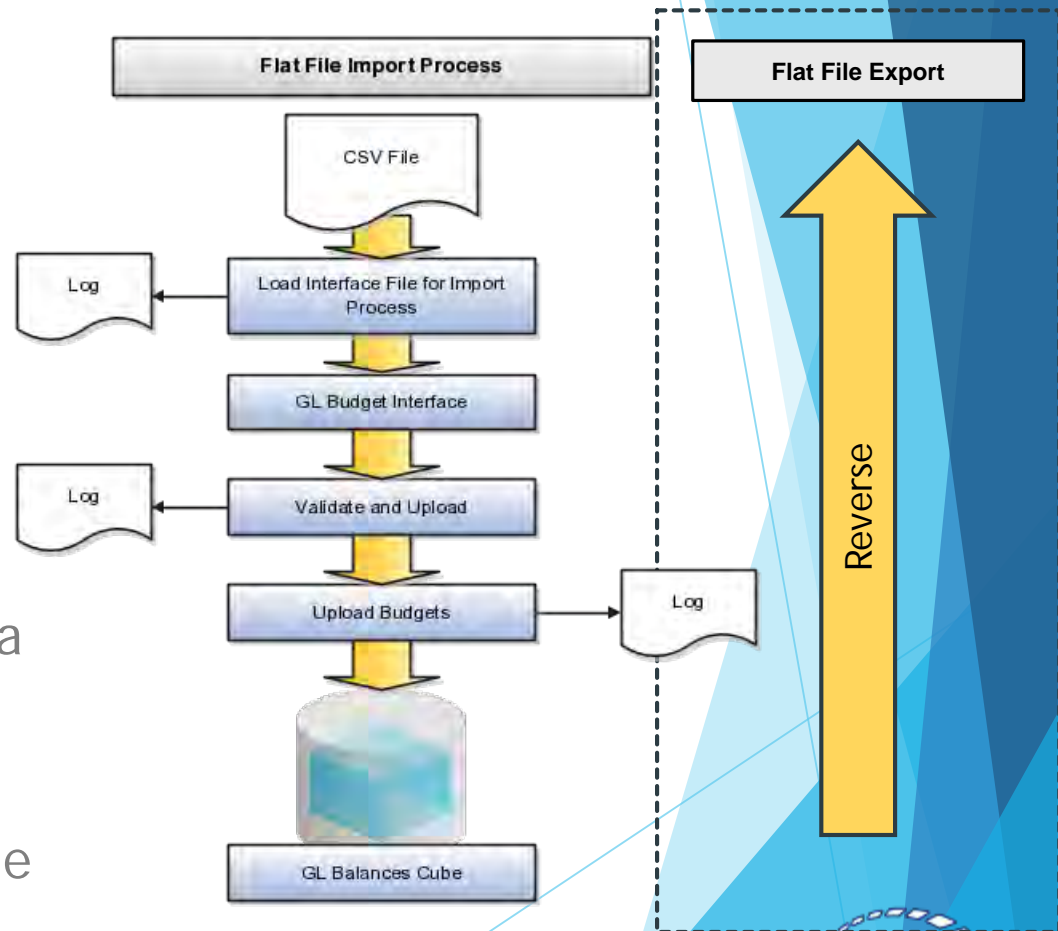 Flat File Import Process
Flat File Export
CSV File
Log
Load Interface File for Import
Process
GL Budget Interface
Log
Validate and Upload
Upload Budgets
Log
GL Balances Cube
Reverse
a
e